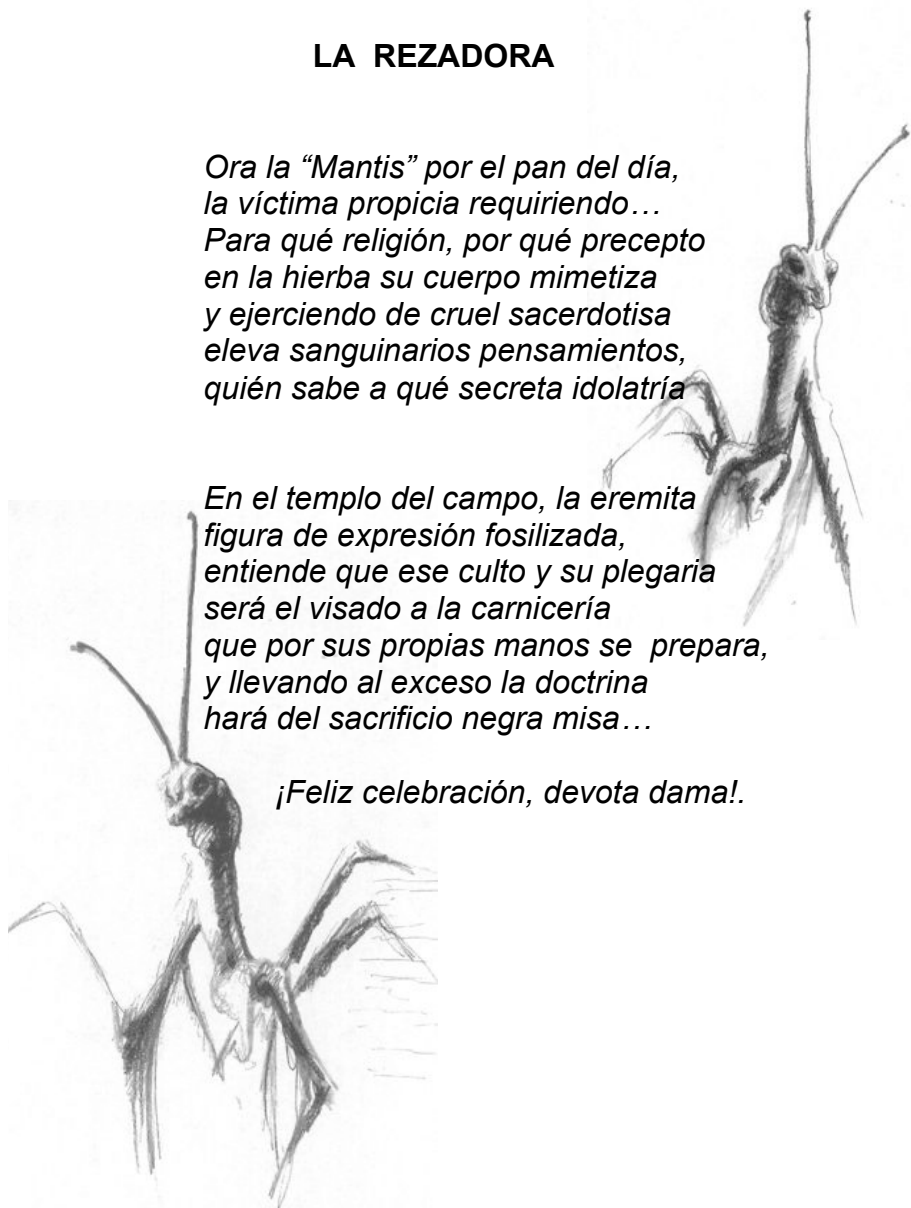 LA REZADORA
Ora la “Mantis” por el pan del día,
la víctima propicia requiriendo…
Para qué religión, por qué precepto
en la hierba su cuerpo mimetiza
y ejerciendo de cruel sacerdotisa
eleva sanguinarios pensamientos,
quién sabe a qué secreta idolatría
En el templo del campo, la eremita
figura de expresión fosilizada,
entiende que ese culto y su plegaria
será el visado a la carnicería
que por sus propias manos se prepara,
y llevando al exceso la doctrina
hará del sacrificio negra misa…
¡Feliz celebración, devota dama!.